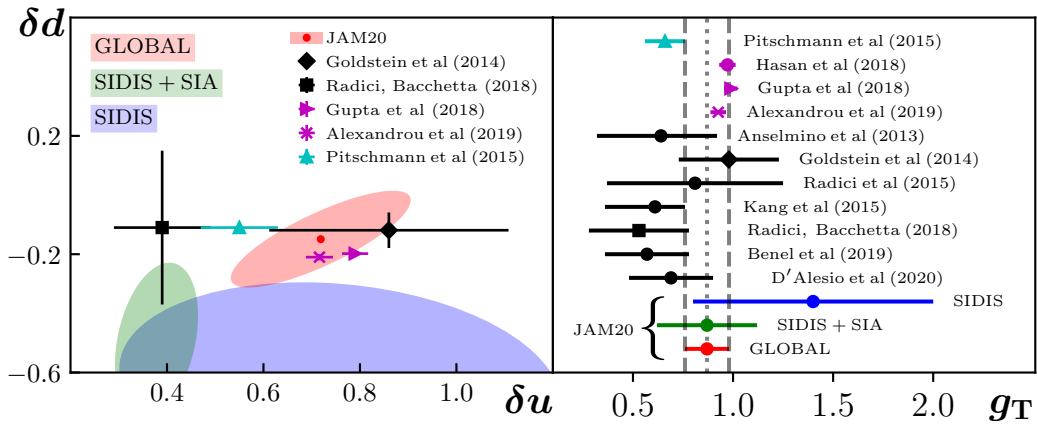 δd
GLOBAL
SIDIS + SIA
SIDIS
JAM20
Goldstein et al (2014)
Radici, Bacchetta (2018)
Gupta et al (2018)
Alexandrou et al (2019)
Pitschmann et al (2015)
0.2
−0.2
−0.6
0.4
0.6
0.8
1.0
δu
Pitschmann et al (2015)
Hasan et al (2018)
Gupta et al (2018)
Alexandrou et al (2019)
Anselmino et al (2013)
Goldstein et al (2014)
Radici et al (2015)
Kang et al (2015)
Radici, Bacchetta (2018)
Benel et al (2019)
D′Alesio et al (2020)
JAM20
SIDIS
SIDIS + SIA
GLOBAL
0.5
1.0
1.5
2.0
gT